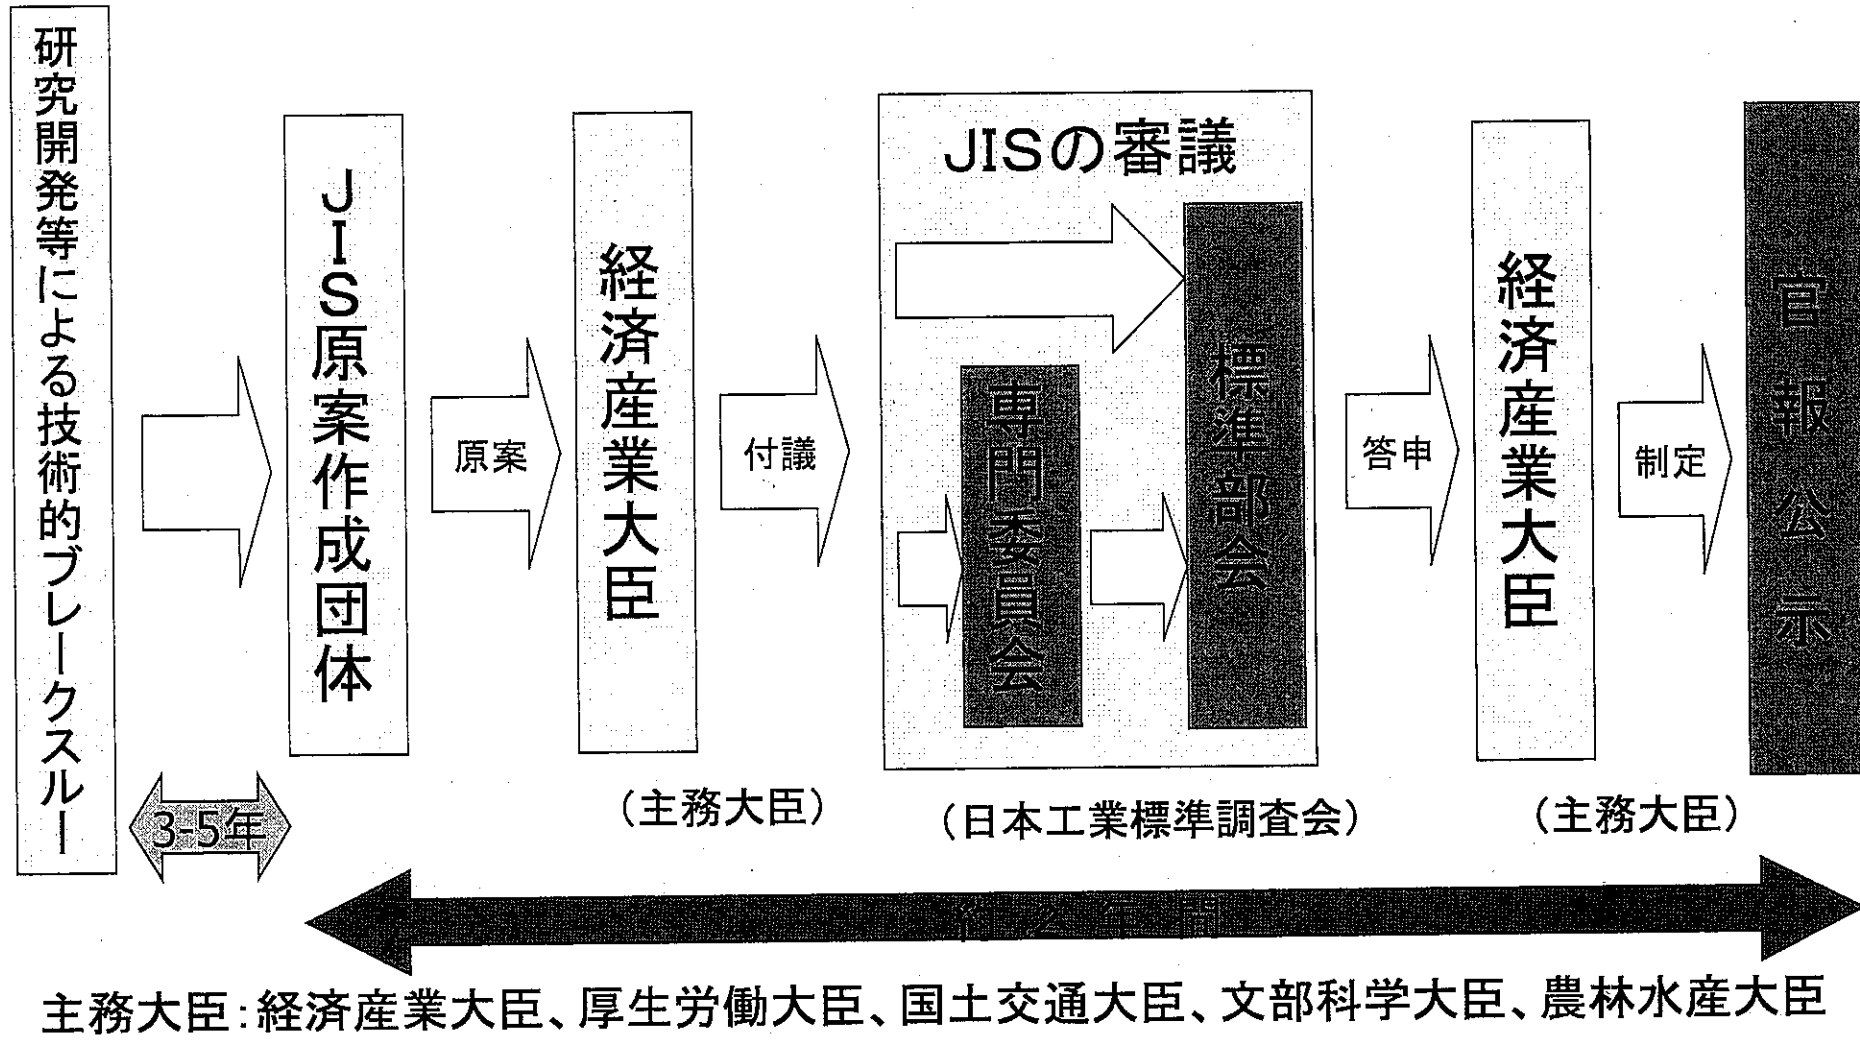 研究開発等による技術的ブレークスルー
3-5年
JIS原案作成団体
原案
経済産業大臣
(主務大臣)
付議
JISの審議
専門委員会
標準部会
(日本工業標準調査会)
答申
経済産業大臣
(主務大臣)
制定
官報公示
約2年間
主務大臣:経済産業大臣、厚生労働大臣、国土交通大臣、文部科学大臣、農林水産大臣